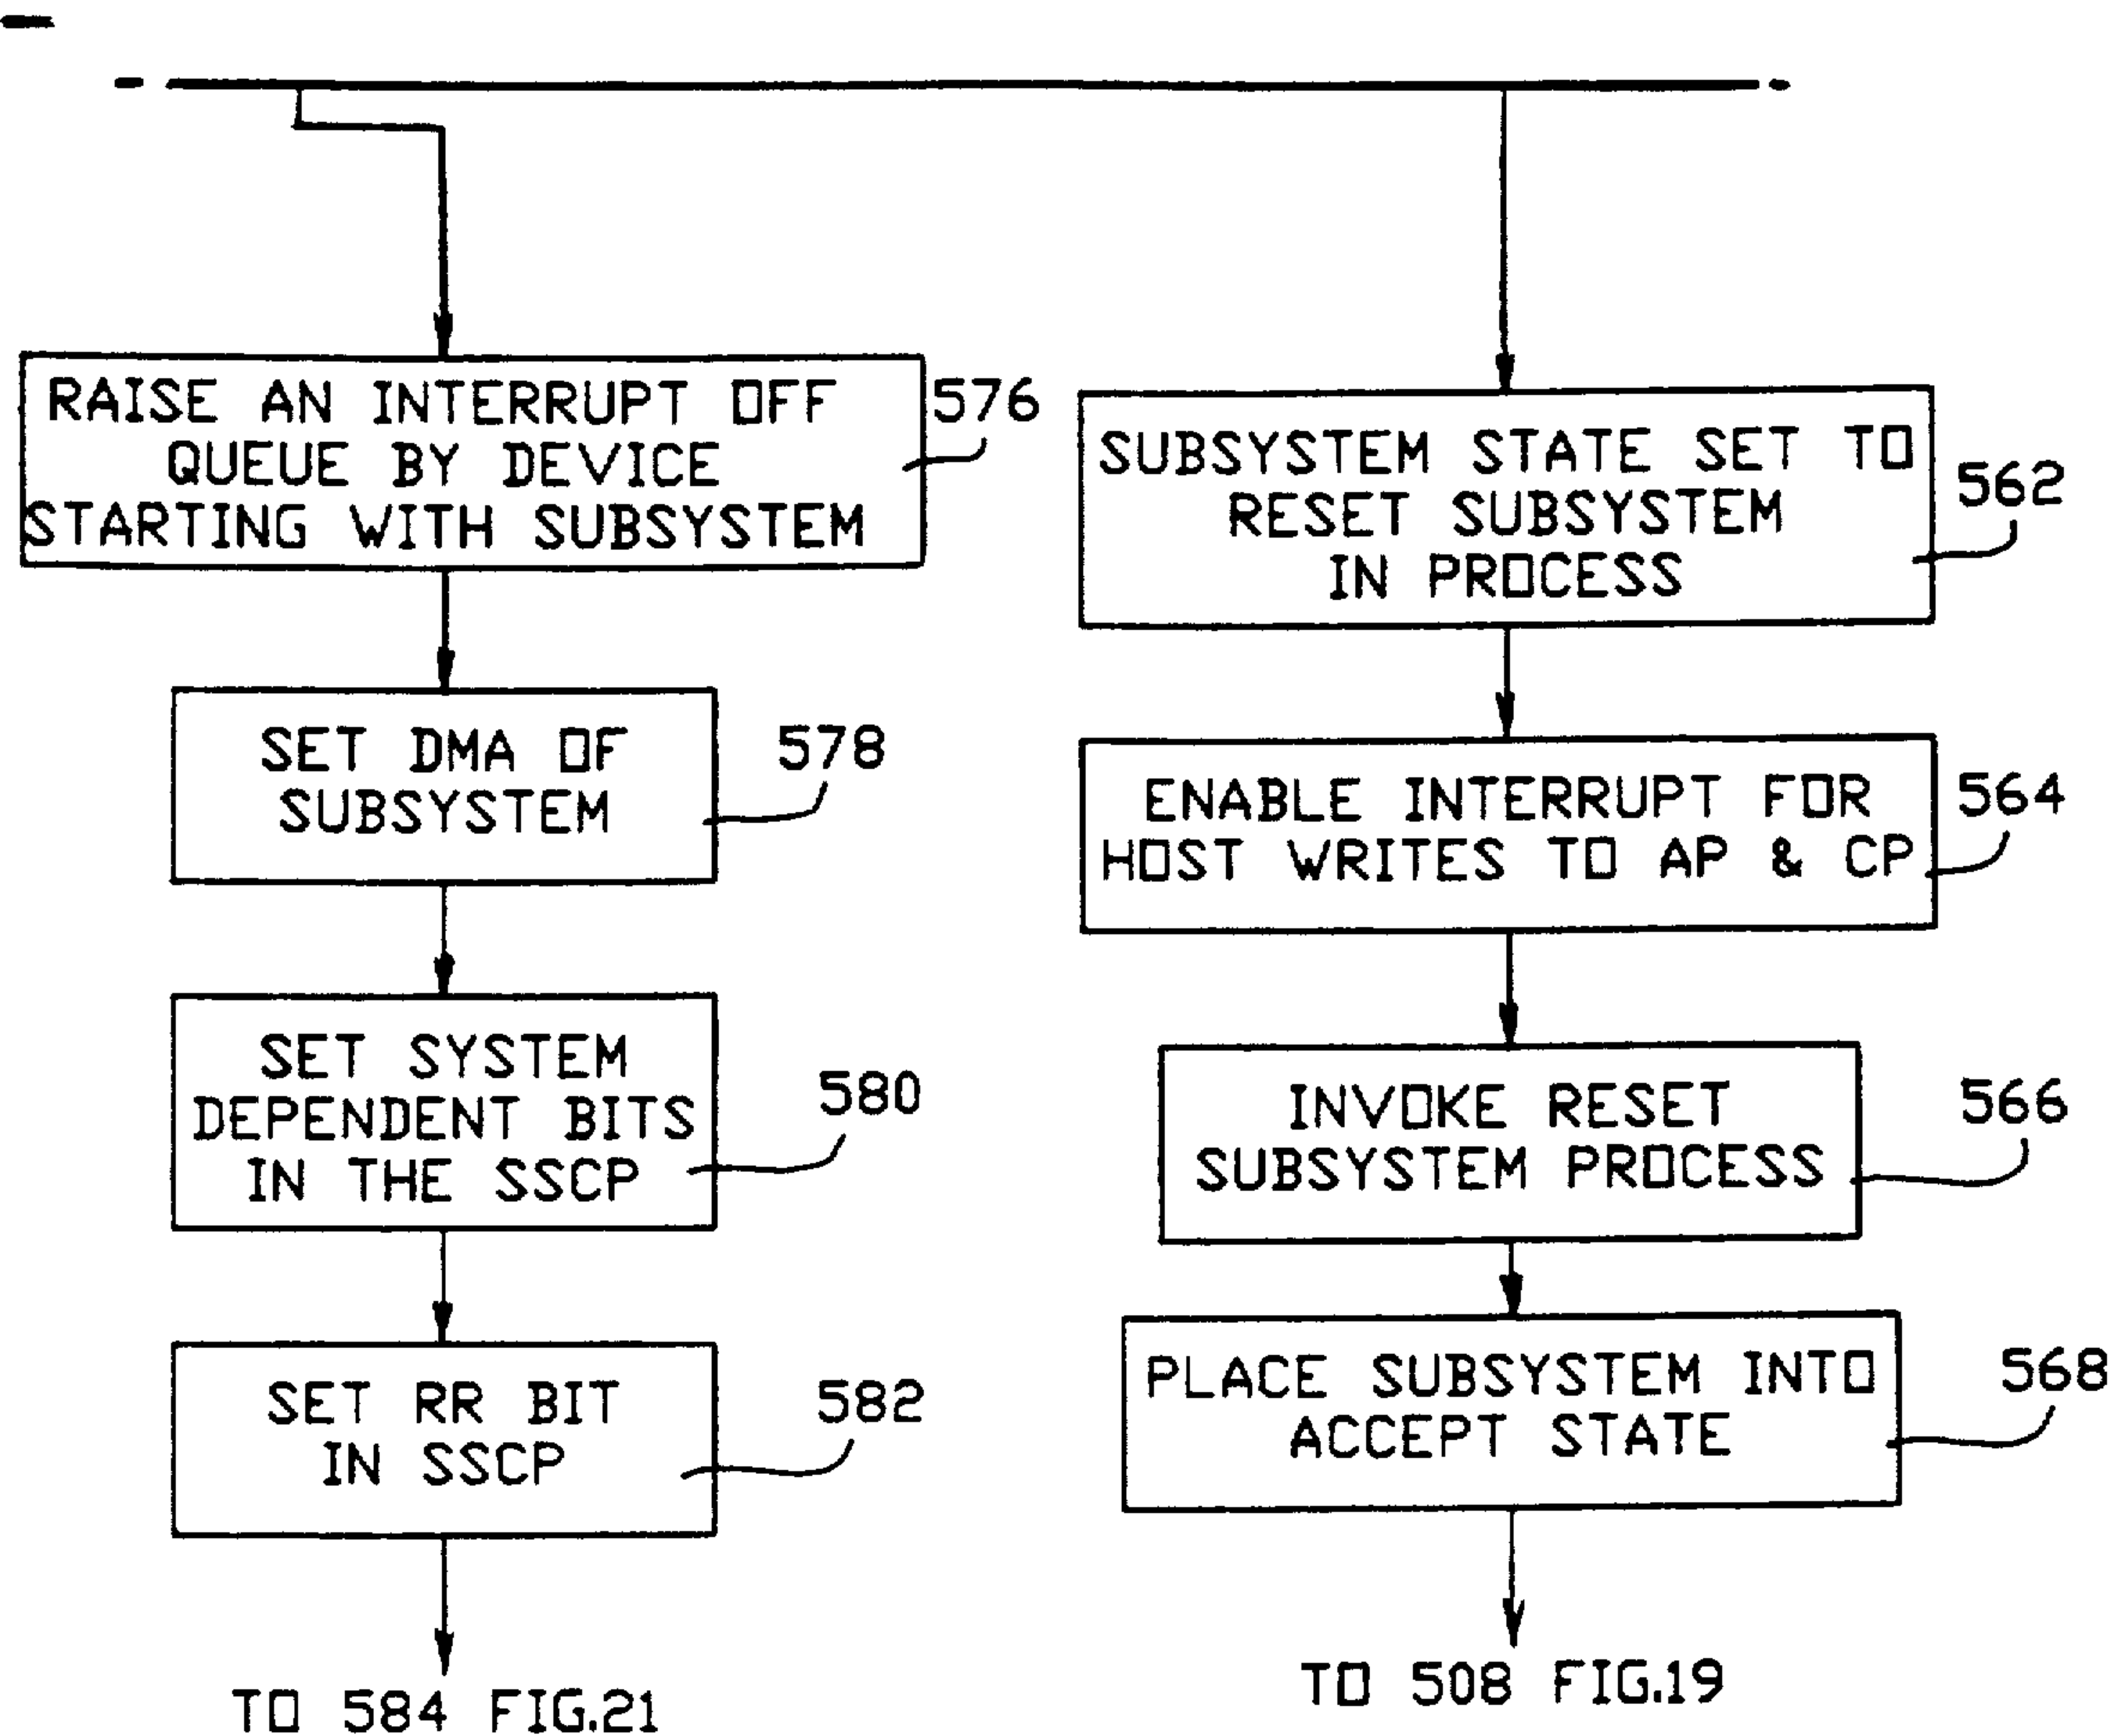 RAISE AN INTERRUPT OFF
QUEUE BY DEVICE
STARTING WITH SUBSYSTEM
576
SET DMA OF
SUBSYSTEM
578
SET SYSTEM
DEPENDENT BITS
IN THE SSCP
580
SET RR BIT
IN SSCP
582
TO 584 FIG.21
SUBSYSTEM STATE SET TO
RESET SUBSYSTEM
IN PROCESS
562
ENABLE INTERRUPT FOR
HOST WRITES TO AP & CP
564
INVOKE RESET
SUBSYSTEM PROCESS
566
PLACE SUBSYSTEM INTO
ACCEPT STATE
568
TO 508 FIG.19